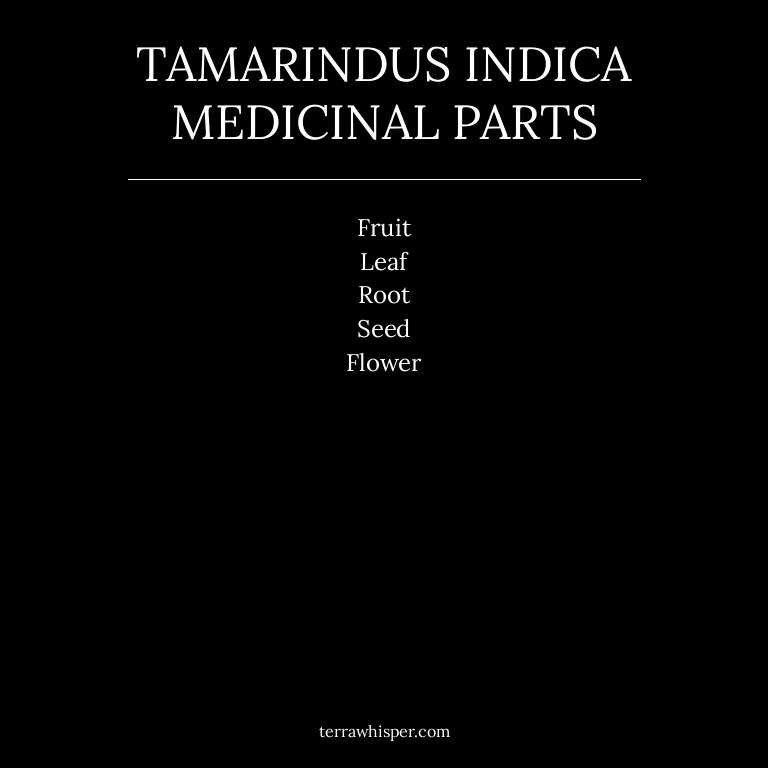 TAMARINDUS INDICA
MEDICINAL PARTS
Fruit
Leaf
Root
Seed
Flower
terrawhisper.com